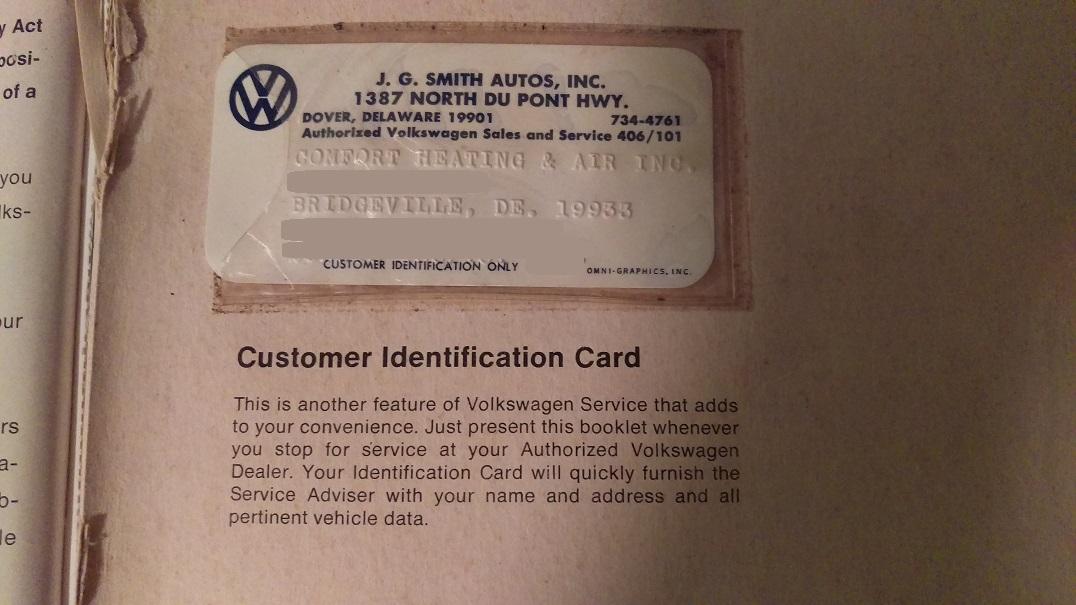 y Act
posi-
of a
you
lks-
our
rs
a-
b-
le
VW
J. G. SMITH AUTOS, INC.
1387 NORTH DU PONT HWY.
DOVER, DELAWARE 19901 734-4761
Authorized Volkswagen Sales and Service 406/101
COMFORT HEATING & AIR INC.
BRIDGEVILLE, DE. 19933
CUSTOMER IDENTIFICATION ONLY OMNI-GRAPHICS, INC.
Customer Identification Card
This is another feature of Volkswagen Service that adds
to your convenience. Just present this booklet whenever
you stop for service at your Authorized Volkswagen
Dealer. Your Identification Card will quickly furnish the
Service Adviser with your name and address and all
pertinent vehicle data.